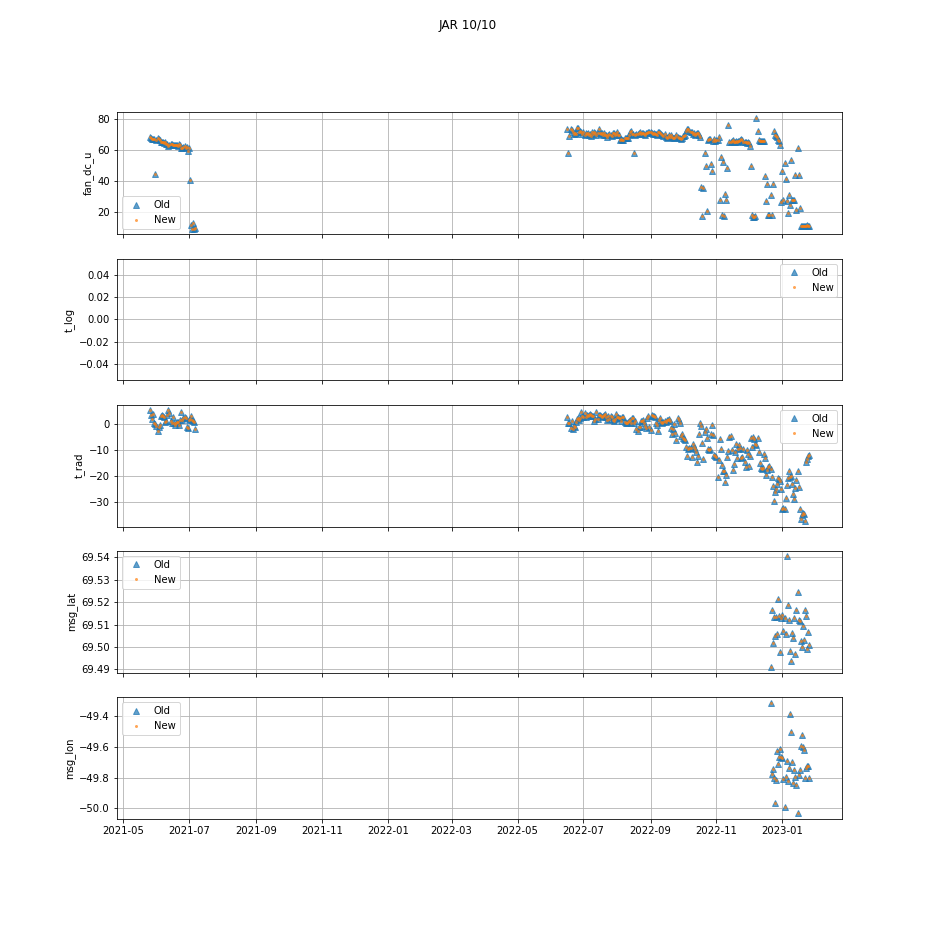 JAR 10/10
80
60
40
20
fan_dc_u
Old
New
0.04
0.02
0.00
−0.02
−0.04
t_log
Old
New
0
−10
−20
−30
t_rad
Old
New
69.54
69.53
69.52
69.51
69.50
69.49
msg_lat
Old
New
−49.4
−49.6
−49.8
−50.0
msg_lon
Old
New
2021-05 2021-07 2021-09 2021-11 2022-01 2022-03 2022-05 2022-07 2022-09 2022-11 2023-01